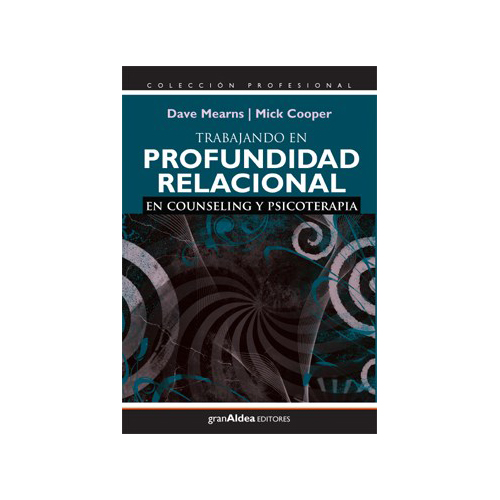 COLECCIÓN PROFESIONAL
Dave Mearns | Mick Cooper
TRABAJANDO EN
PROFUNDIDAD
RELACIONAL
EN COUNSELING Y PSICOTERAPIA
granAldea EDITORES